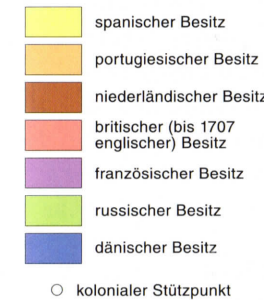 spanischer Besitz
portugiesischer Besitz
niederländischer Besitz
britischer (bis 1707
englischer) Besitz
französischer Besitz
russischer Besitz
dänischer Besitz
kolonialer Stützpunkt